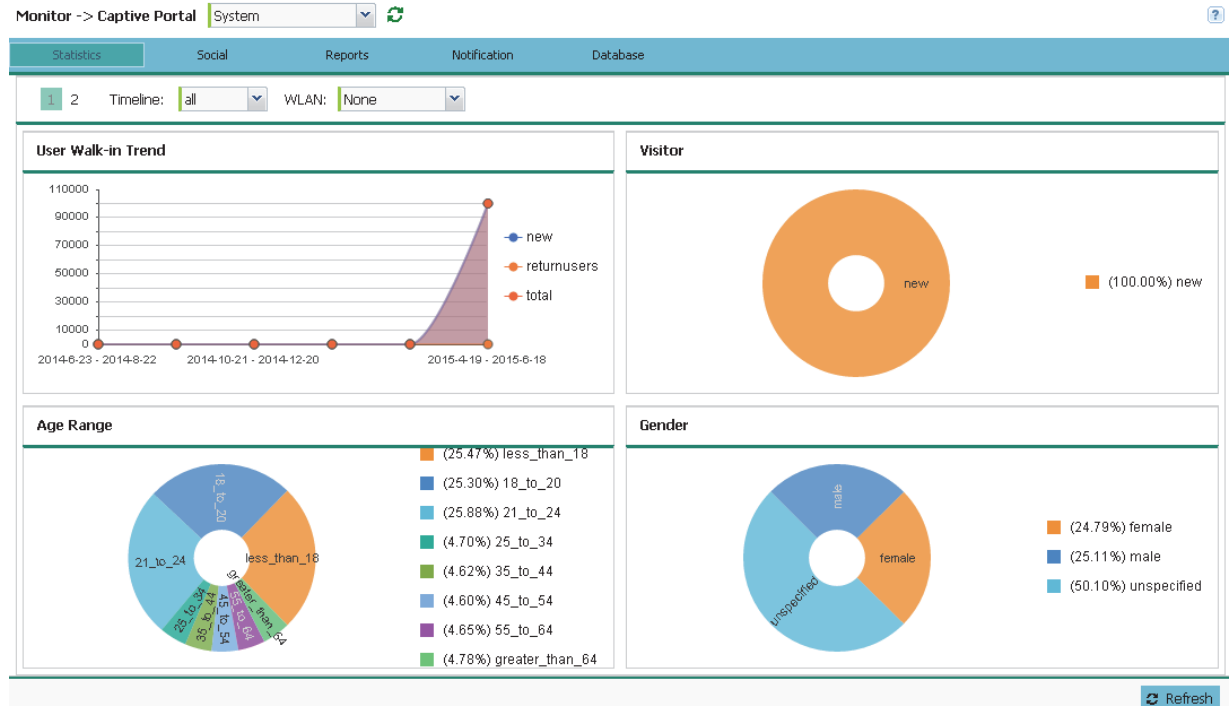 Monitor -> Captive Portal System
?
Statistics Social Reports Notification Database
1 2 Timeline: all WLAN: None
User Walk-in Trend
110000
90000
70000
50000
30000
10000
0
2014-6-23 - 2014-8-22 2014-10-21 - 2014-12-20 2015-4-19 - 2015-6-18
new
returnusers
total
Visitor
new
(100.00%) new
Age Range
18_to_20
less_than_18
21_to_24
greater_than_64
25_to_34
35_to_44
45_to_54
55_to_64
(25.47%) less_than_18
(25.30%) 18_to_20
(25.88%) 21_to_24
(4.70%) 25_to_34
(4.62%) 35_to_44
(4.60%) 45_to_54
(4.65%) 55_to_64
(4.78%) greater_than_64
Gender
male
female
unspecified
(24.79%) female
(25.11%) male
(50.10%) unspecified
Refresh